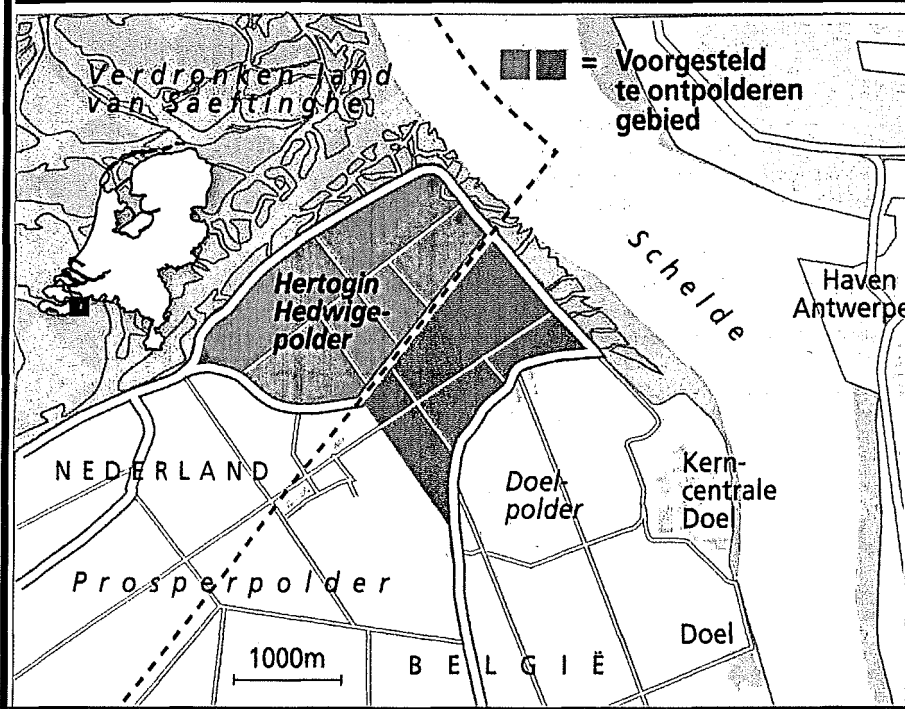 Verdronken land
van Saeftinghe
= Voorgesteld
te ontpolderen
gebied
Schelde
Haven
Antwerpe
Hertogin
Hedwige-
polder
NEDERLAND
Doel-
polder
Kern-
centrale
Doel
Prosperpolder
Doel
1000m
BELGIË